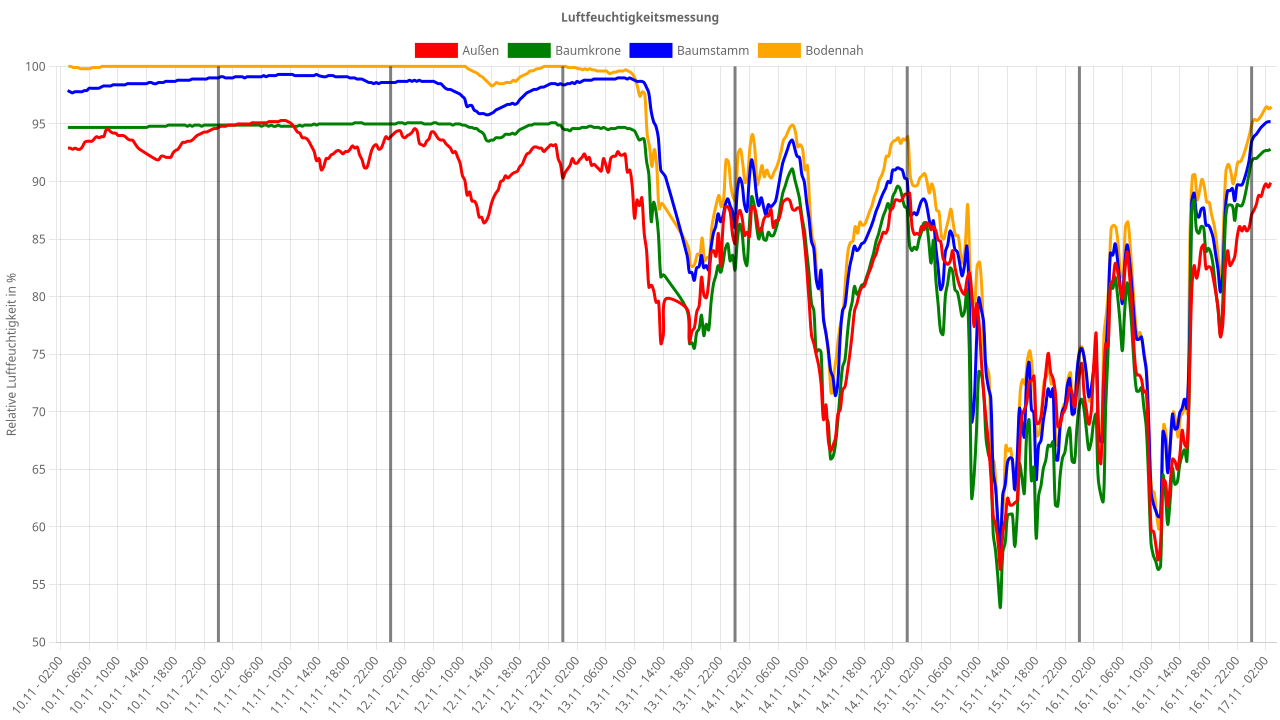 Luftfeuchtigkeitsmessung
Außen Baumkrone Baumstamm Bodennah
Relative Luftfeuchtigkeit in %
100
95
90
85
80
75
70
65
60
55
50
10.11 - 02:00
10.11 - 06:00
10.11 - 10:00
10.11 - 14:00
10.11 - 18:00
10.11 - 22:00
11.11 - 02:00
11.11 - 06:00
11.11 - 10:00
11.11 - 14:00
11.11 - 18:00
11.11 - 22:00
12.11 - 02:00
12.11 - 06:00
12.11 - 10:00
12.11 - 14:00
12.11 - 18:00
12.11 - 22:00
13.11 - 02:00
13.11 - 06:00
13.11 - 10:00
13.11 - 14:00
13.11 - 18:00
13.11 - 22:00
14.11 - 02:00
14.11 - 06:00
14.11 - 10:00
14.11 - 14:00
14.11 - 18:00
14.11 - 22:00
15.11 - 02:00
15.11 - 06:00
15.11 - 10:00
15.11 - 14:00
15.11 - 18:00
15.11 - 22:00
16.11 - 02:00
16.11 - 06:00
16.11 - 10:00
16.11 - 14:00
16.11 - 18:00
16.11 - 22:00
17.11 - 02:00